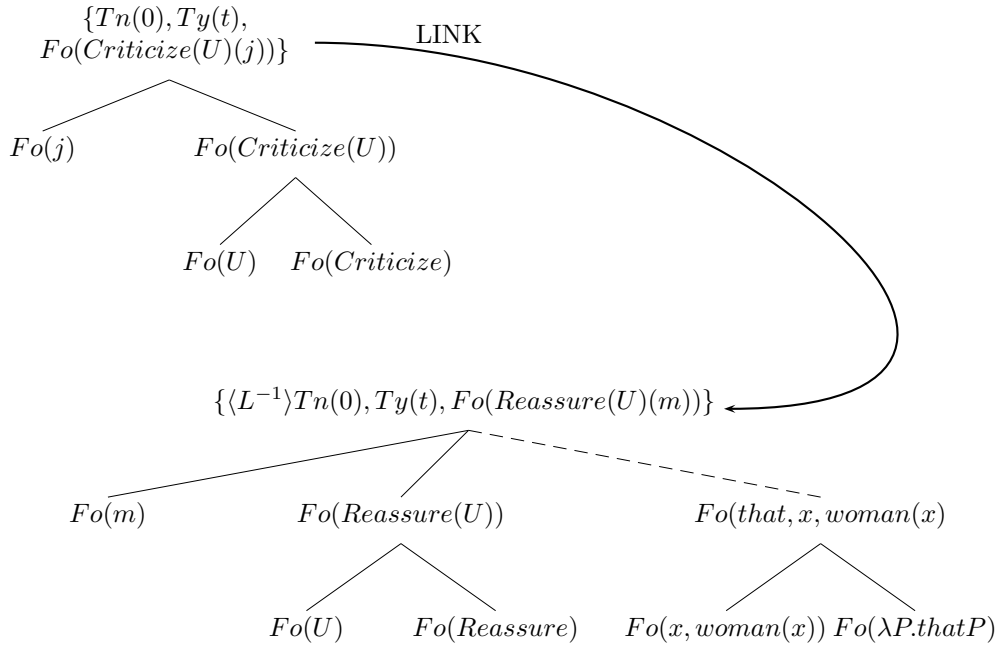 {Tn(0), Ty(t),
Fo(Criticize(U)(j))}
LINK
Fo(j)
Fo(Criticize(U))
Fo(U)
Fo(Criticize)
{⟨L⁻¹⟩Tn(0), Ty(t), Fo(Reassure(U)(m))}
Fo(m)
Fo(Reassure(U))
Fo(that, x, woman(x)
Fo(U)
Fo(Reassure)
Fo(x, woman(x))
Fo(λP.thatP)